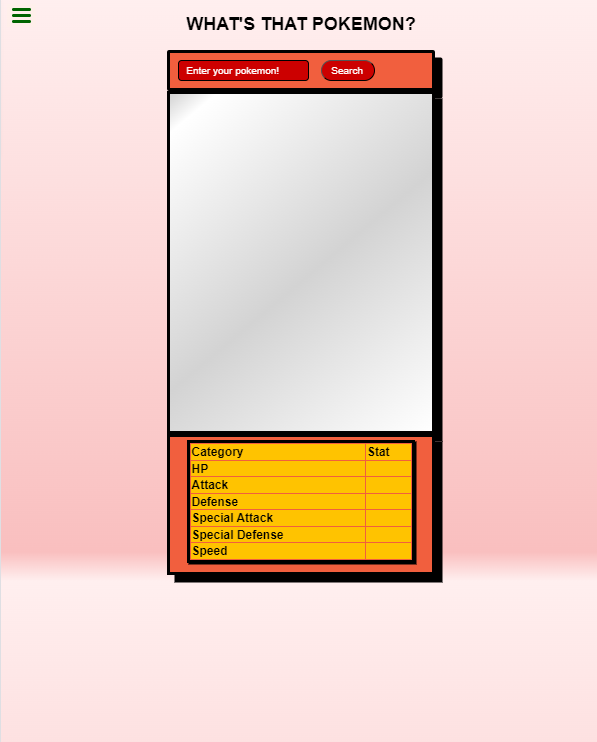 WHAT'S THAT POKEMON?
Enter your pokemon! Search
Category Stat
HP
Attack
Defense
Special Attack
Special Defense
Speed